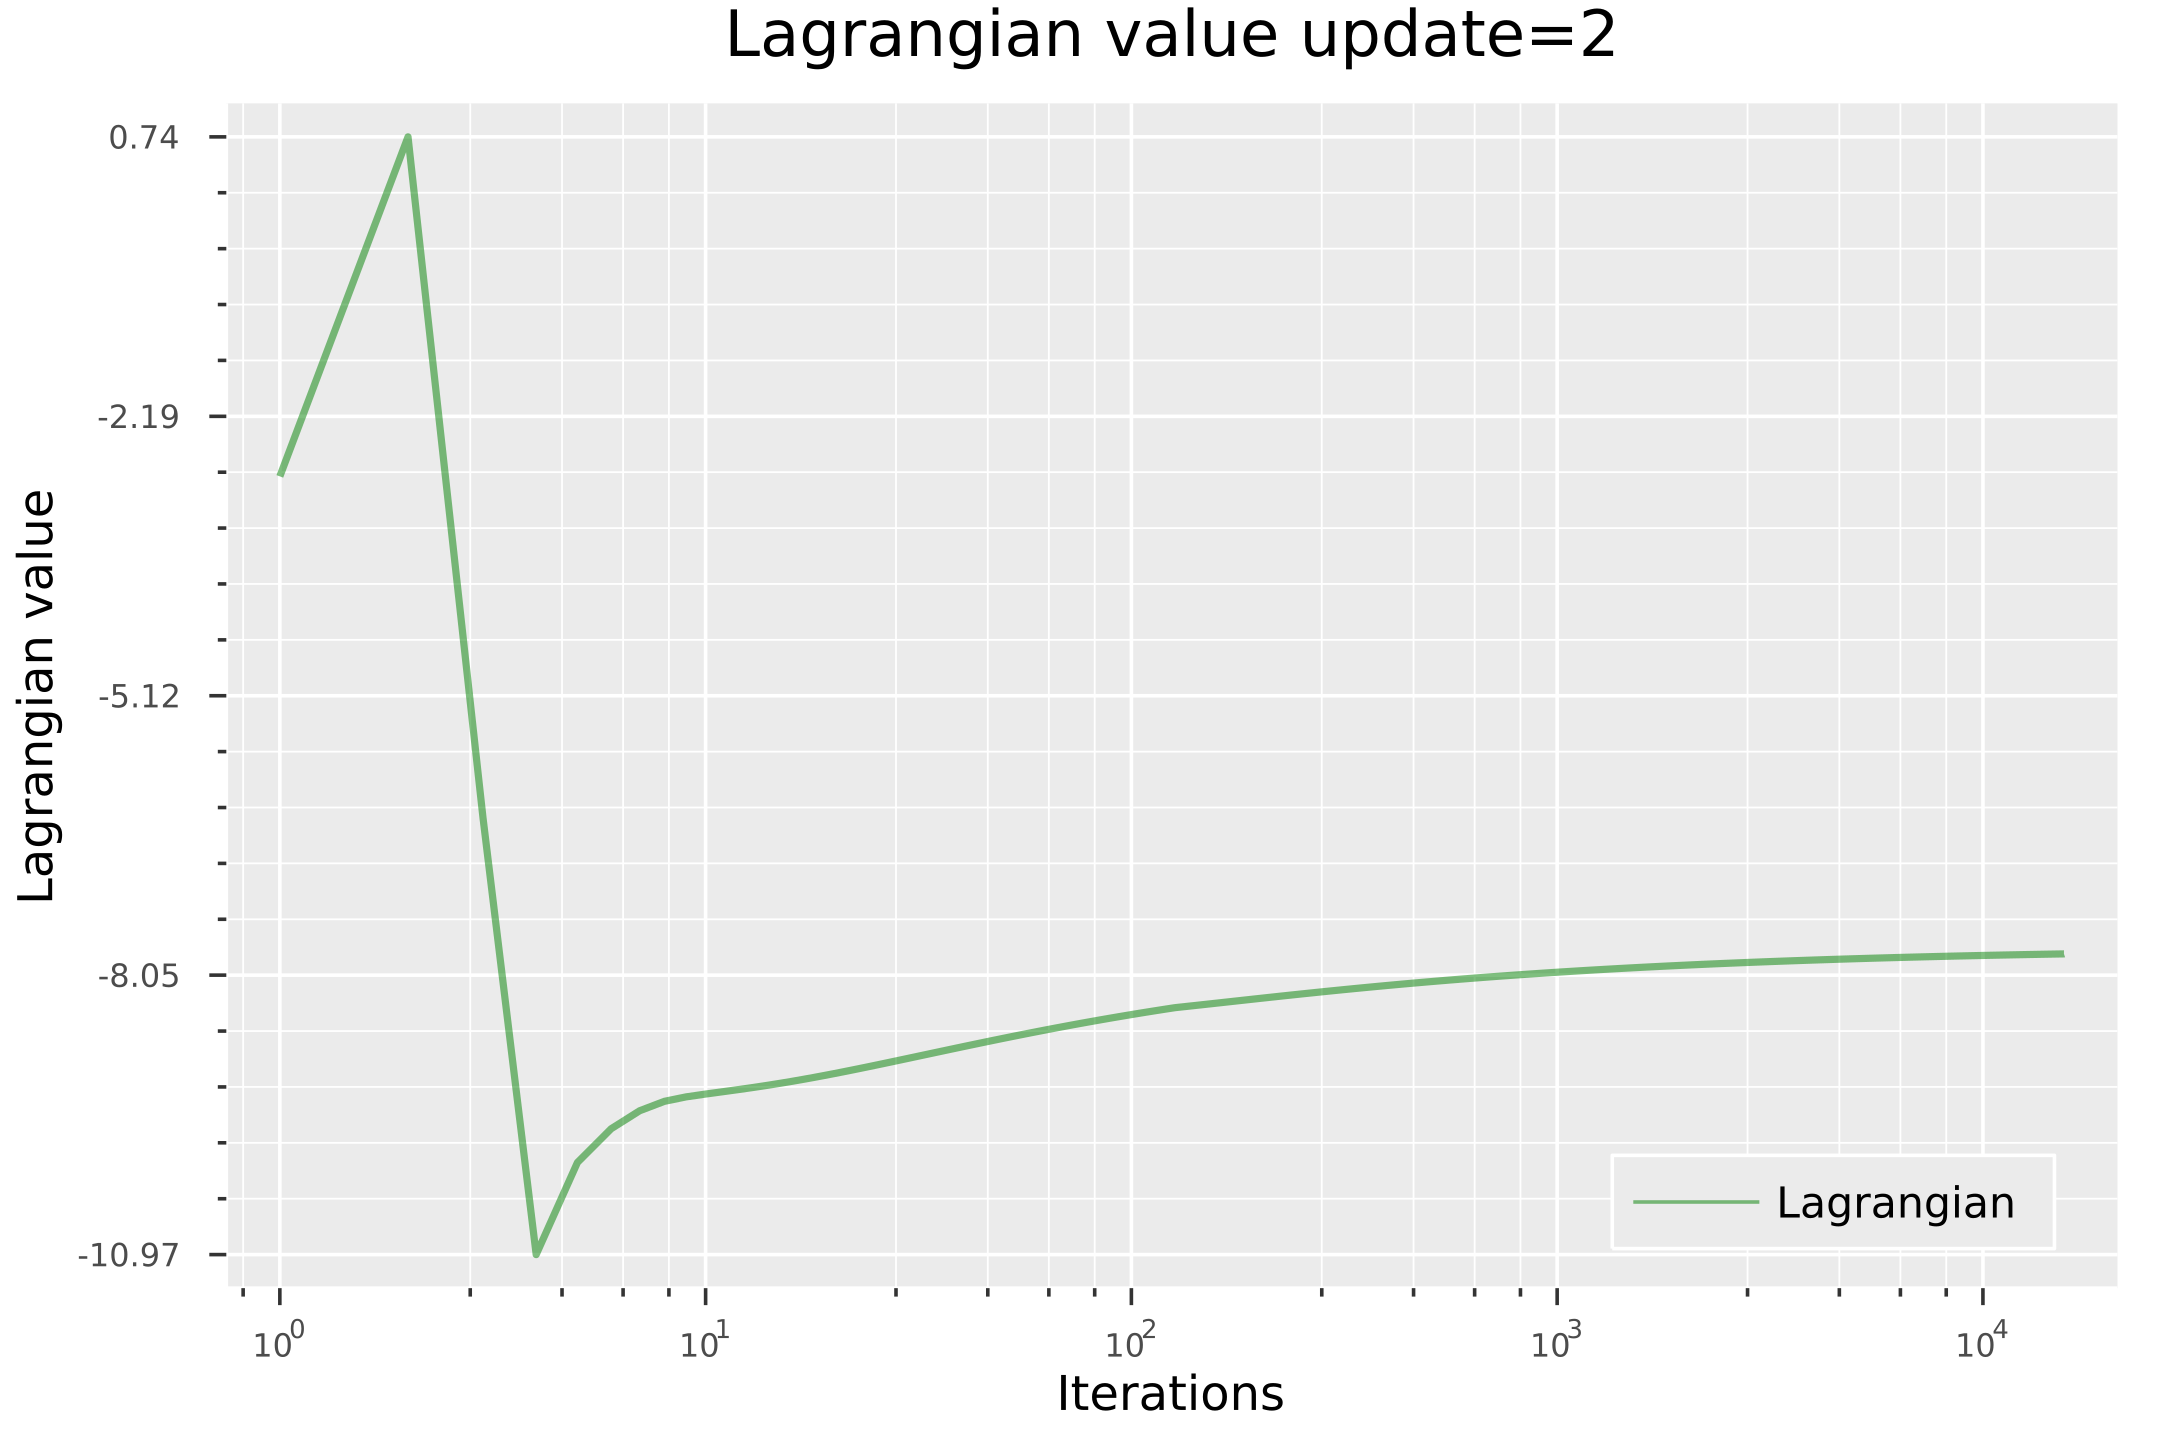 Lagrangian value update=2
0.74
-2.19
-5.12
-8.05
-10.97
Lagrangian value
Lagrangian
10^0 10^1 10^2 10^3 10^4
Iterations